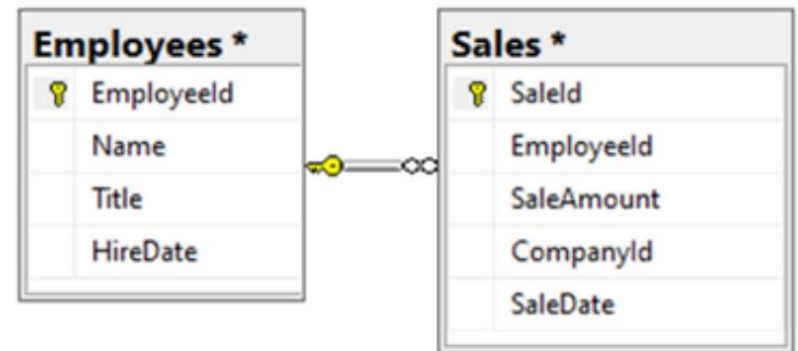 Employees *
EmployeeId
Name
Title
HireDate
Sales *
SaleId
EmployeeId
SaleAmount
CompanyId
SaleDate